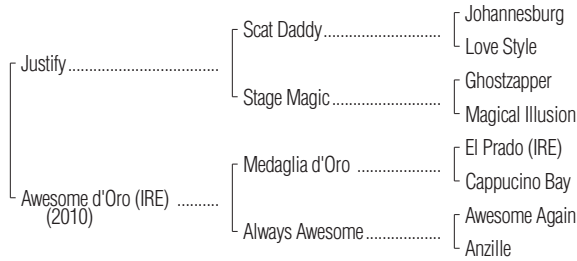 Johannesburg
Scat Daddy
Love Style
Justify
Ghostzapper
Stage Magic
Magical Illusion
El Prado (IRE)
Medaglia d'Oro
Cappucino Bay
Awesome d'Oro (IRE)
(2010)
Awesome Again
Always Awesome
Anzille